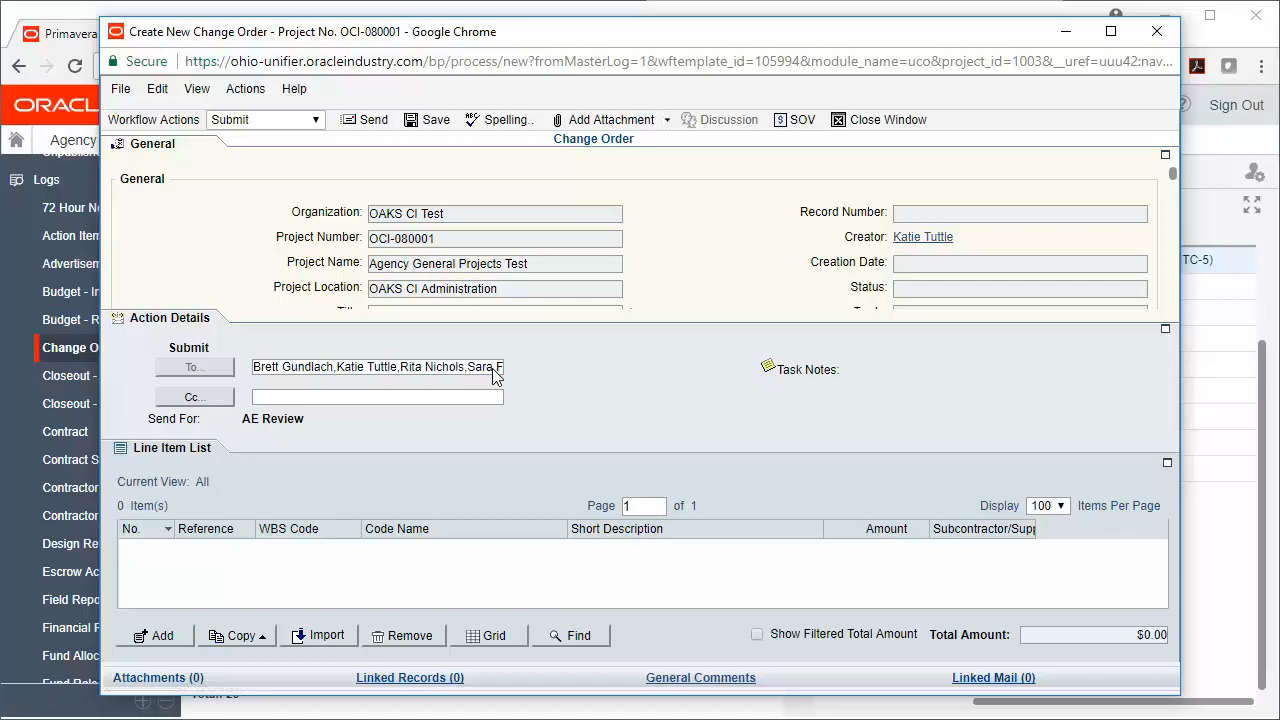 Primavera
Create New Change Order - Project No. OCI-080001 - Google Chrome
Secure https://ohio-unifier.oracleindustry.com/bp/process/new?fromMasterLog=1&wftemplate_id=105994&module_name=uco&project_id=1003&__uref=uuu42:nav...
File Edit View Actions Help
ORACL Sign Out
Workflow Actions Submit Send Save Spelling. Add Attachment Discussion $ SOV Close Window
Agency
Change Order
General
General
Logs
72 Hour N
Action Item
Advertisem
Budget - In
Budget - R
Change O
Closeout -
Closeout -
Contract
Contract S
Contractor
Contractor
Design Re
Escrow Ac
Field Repo
Financial F
Fund Alloc
Organization: OAKS CI Test Record Number:
Project Number: OCI-080001 Creator: Katie Tuttle
Project Name: Agency General Projects Test Creation Date:
Project Location: OAKS CI Administration Status:
TC-5)
Action Details
Submit
To... Brett Gundlach,Katie Tuttle,Rita Nichols,Sara F Task Notes:
Cc...
Send For: AE Review
Line Item List
Current View: All
0 Item(s) Page 1 of 1 Display 100 Items Per Page
No. Reference WBS Code Code Name Short Description Amount Subcontractor/Supp
Add Copy Import Remove Grid Find Show Filtered Total Amount Total Amount: $0.00
Attachments (0) Linked Records (0) General Comments Linked Mail (0)